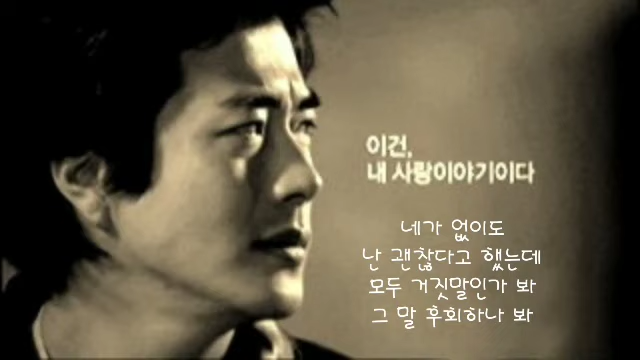 이건,
내 사랑이야기이다
네가 없이도
난 괜찮다고 했는데
모두 거짓말인가 봐
그 말 후회하나 봐